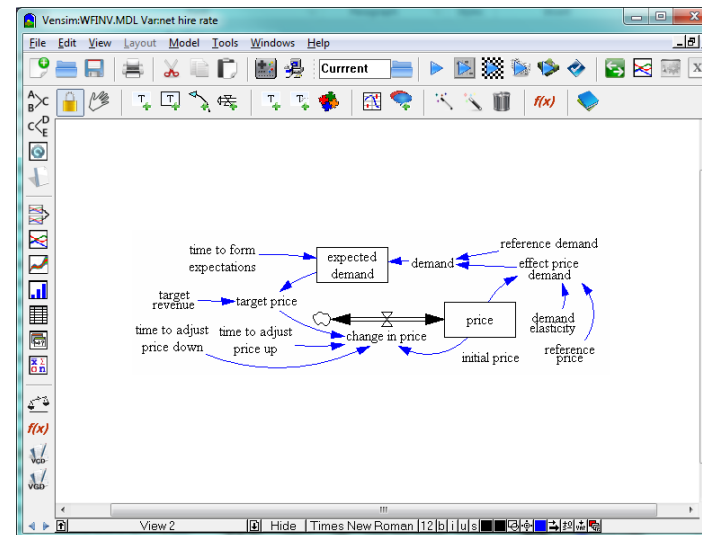 Vensim:WFINV.MDL Var:net hire rate
File Edit View Layout Model Tools Windows Help
Currrent
A B C
C D E
T T T T
f(x)
reference demand
time to form
expectations
expected
demand
demand
effect price
demand
target
revenue
target price
time to adjust
price down
time to adjust
price up
change in price
price
demand
elasticity
initial price
reference
price
f(x)
VCD
VGD
View 2 Hide Times New Roman 12 b i u s